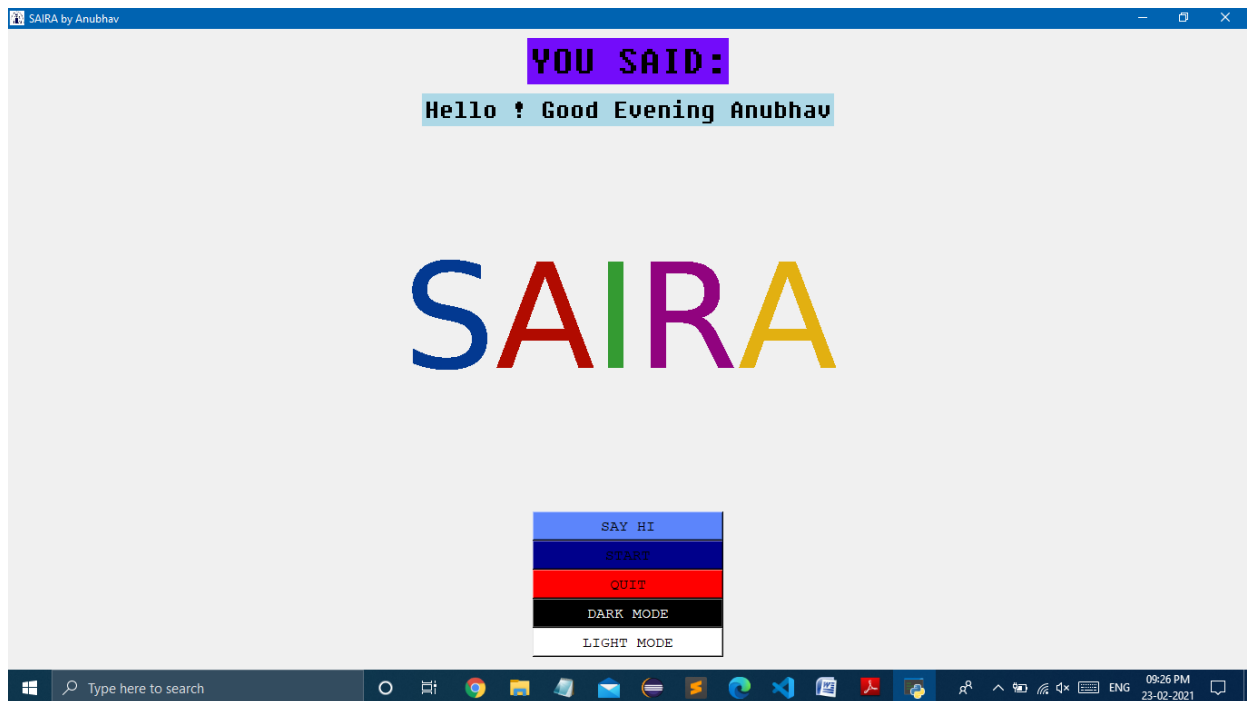 SAIRA by Anubhav
YOU SAID:
Hello ! Good Evening Anubhav
SAIRA
SAY HI
START
QUIT
DARK MODE
LIGHT MODE
Type here to search
ENG
09:26 PM
23-02-2021